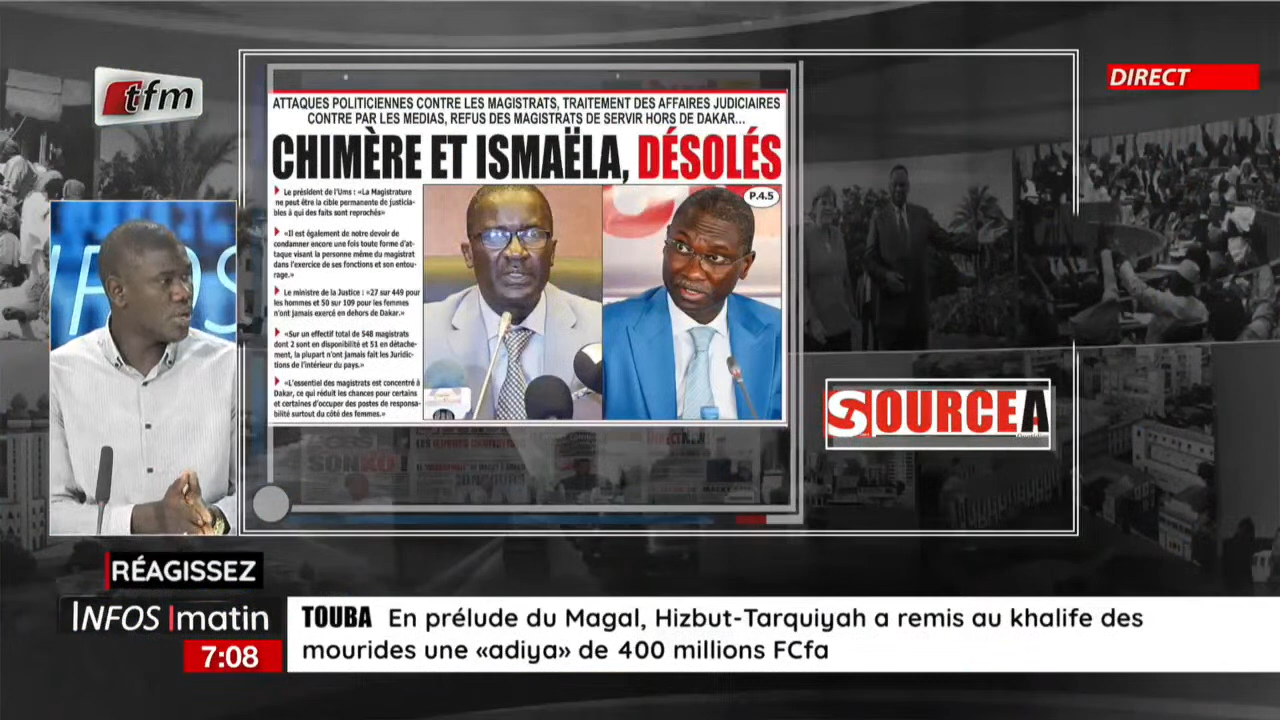 tfm
DIRECT
ATTAQUES POLITICIENNES CONTRE LES MAGISTRATS, TRAITEMENT DES AFFAIRES JUDICIAIRES
CONTRE PAR LES MEDIAS, REFUS DES MAGISTRATS DE SERVIR HORS DE DAKAR...
CHIMÈRE ET ISMAËLA, DÉSOLÉS
Le président de l'Ums : «La Magistrature
ne peut être la cible permanente de justicia-
bles à qui des faits sont reprochés»
«Il est également de notre devoir de
condamner encore une fois toute forme d'at-
taque visant la personne même du magistrat
dans l'exercice de ses fonctions et son entou-
rage.»
Le ministre de la Justice : «27 sur 449 pour
les hommes et 50 sur 109 pour les femmes
n'ont jamais exercé en dehors de Dakar.»
«Sur un effectif total de 548 magistrats
dont 2 sont en disponibilité et 51 en détache-
ment, la plupart n'ont jamais fait les Juridic-
tions de l'intérieur du pays.»
«L'essentiel des magistrats est concentré à
Dakar, ce qui réduit les chances pour certains
et certaines d'occuper des postes de responsa-
bilité surtout du côté des femmes.»
P.4.5
SOURCEA
SONKO !
RÉAGISSEZ
INFOS matin
7:08
TOUBA En prélude du Magal, Hizbut-Tarquiyah a remis au khalife des
mourides une «adiya» de 400 millions FCfa